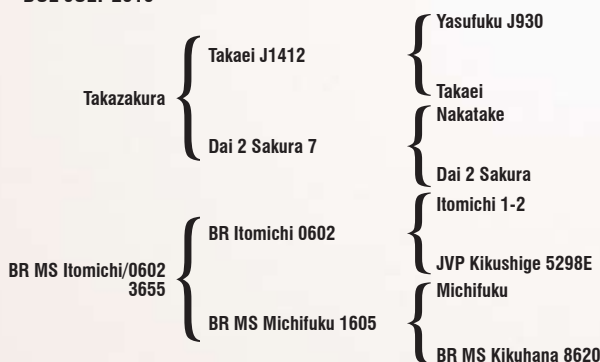 Yasufuku J930
Takaei J1412
Takazakura
Takaei
Nakatake
Dai 2 Sakura 7
Dai 2 Sakura
Itomichi 1-2
BR Itomichi 0602
BR MS Itomichi/0602
3655
JVP Kikushige 5298E
Michifuku
BR MS Michifuku 1605
BR MS Kikuhana 8620